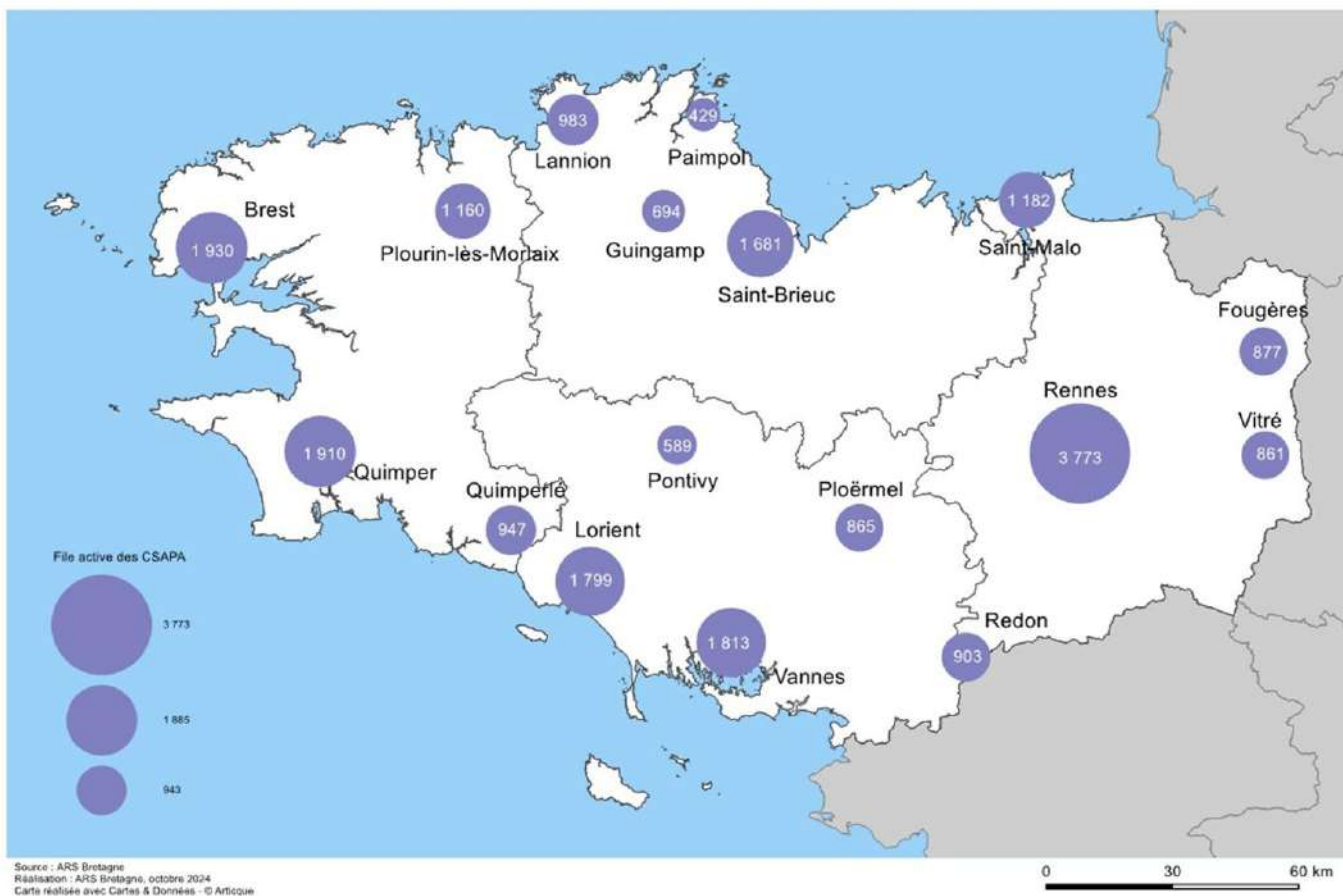 983
Lannion
429
Paimpol
Brest
1 930
1 160
Plourin-lès-Morlaix
694
Guingamp
1 681
Saint-Brieuc
1 182
Saint-Malo
Fougères
877
Rennes
3 773
Vitré
861
1 910
Quimper
589
Pontivy
Quimperlé
947
Ploërmel
865
Lorient
1 799
1 813
Vannes
Redon
903
File active des CSAPA
3 773
1 885
943
Source : ARS Bretagne
Réalisation : ARS Bretagne, octobre 2024
Carte réalisée avec Cartes & Données - © Articque
0 30 60 km